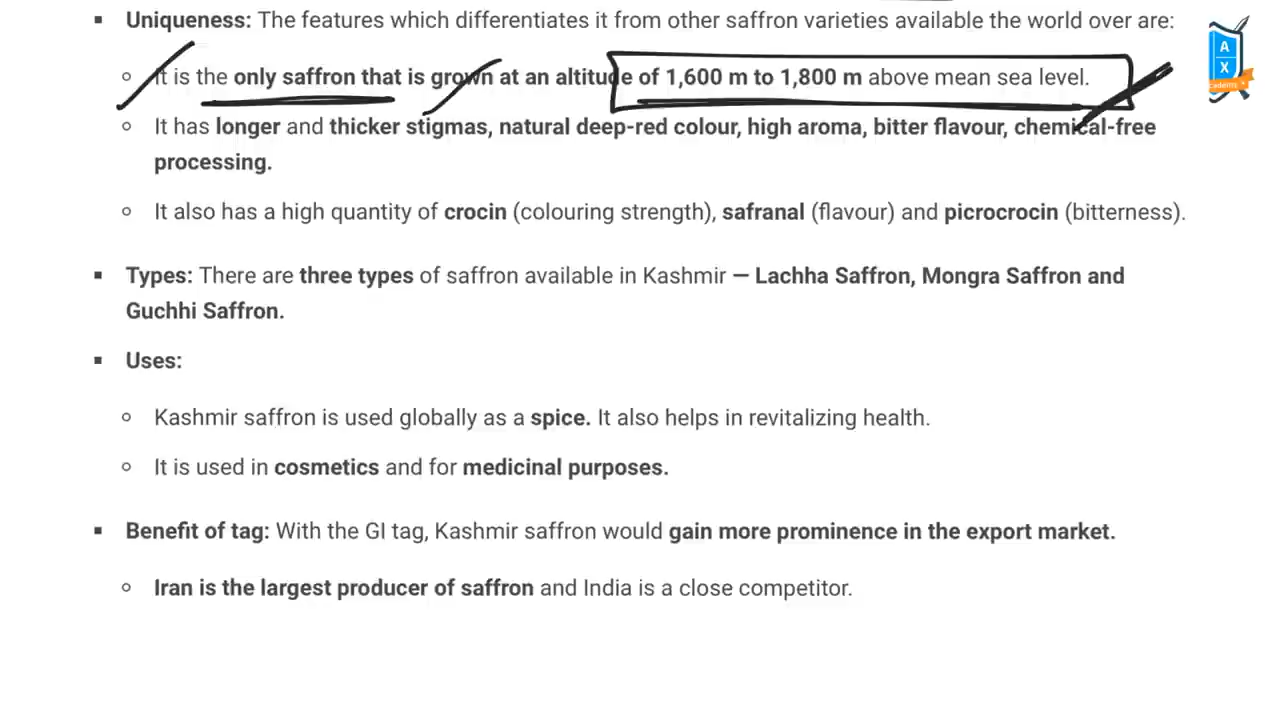 Uniqueness: The features which differentiates it from other saffron varieties available the world over are:
It is the only saffron that is grown at an altitude of 1,600 m to 1,800 m above mean sea level.
It has longer and thicker stigmas, natural deep-red colour, high aroma, bitter flavour, chemical-free
processing.
It also has a high quantity of crocin (colouring strength), safranal (flavour) and picrocrocin (bitterness).
Types: There are three types of saffron available in Kashmir — Lachha Saffron, Mongra Saffron and
Guchhi Saffron.
Uses:
Kashmir saffron is used globally as a spice. It also helps in revitalizing health.
It is used in cosmetics and for medicinal purposes.
Benefit of tag: With the GI tag, Kashmir saffron would gain more prominence in the export market.
Iran is the largest producer of saffron and India is a close competitor.
A
X